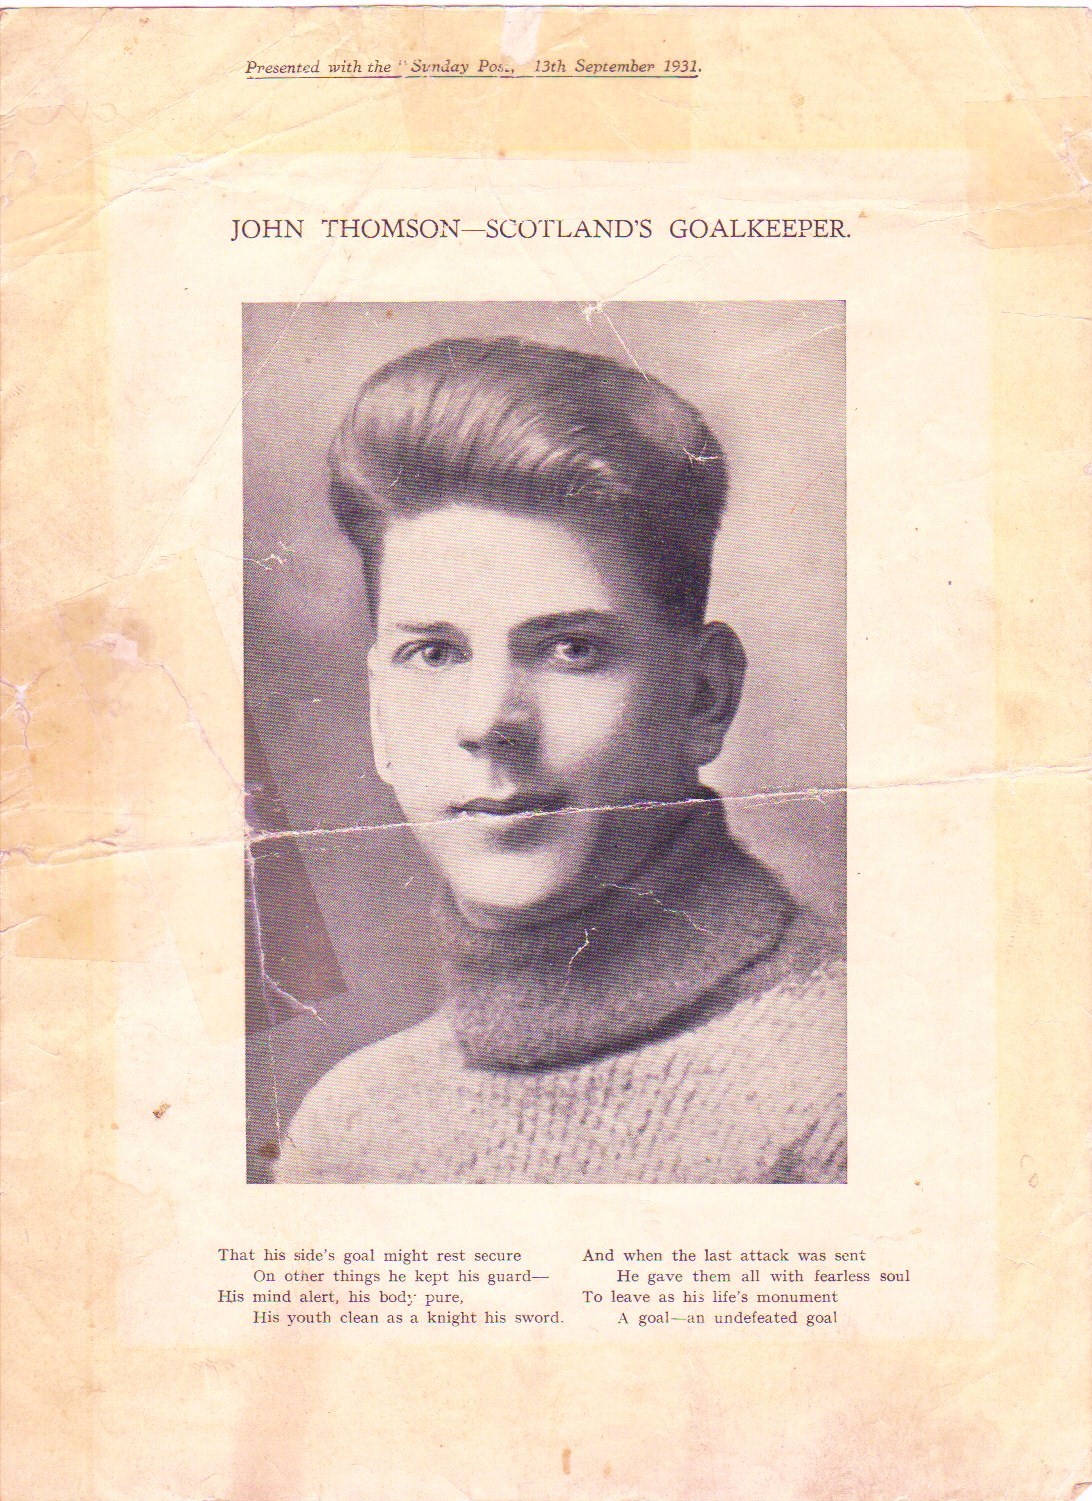 Presented with the "Sunday Post, 13th September 1931.
JOHN THOMSON—SCOTLAND'S GOALKEEPER.
That his side's goal might rest secure
On other things he kept his guard—
His mind alert, his body pure,
His youth clean as a knight his sword.
And when the last attack was sent
He gave them all with fearless soul
To leave as his life's monument
A goal—an undefeated goal